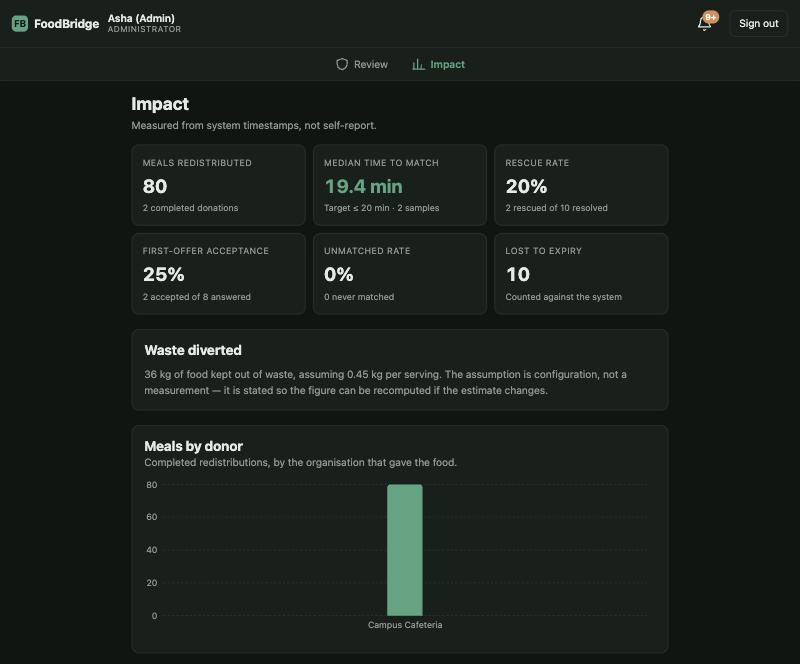 FB FoodBridge
Asha (Admin)
ADMINISTRATOR
9+
Sign out
Review
Impact
Impact
Measured from system timestamps, not self-report.
MEALS REDISTRIBUTED
80
2 completed donations
MEDIAN TIME TO MATCH
19.4 min
Target ≤ 20 min · 2 samples
RESCUE RATE
20%
2 rescued of 10 resolved
FIRST-OFFER ACCEPTANCE
25%
2 accepted of 8 answered
UNMATCHED RATE
0%
0 never matched
LOST TO EXPIRY
10
Counted against the system
Waste diverted
36 kg of food kept out of waste, assuming 0.45 kg per serving. The assumption is configuration, not a
measurement — it is stated so the figure can be recomputed if the estimate changes.
Meals by donor
Completed redistributions, by the organisation that gave the food.
80
60
40
20
0
Campus Cafeteria